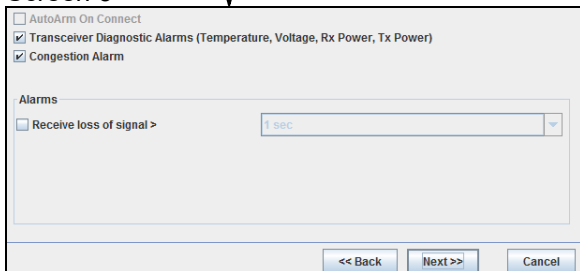 AutoArm On Connect
Transceiver Diagnostic Alarms (Temperature, Voltage, Rx Power, Tx Power)
Congestion Alarm
Alarms
Receive loss of signal > 1 sec
<< Back Next >> Cancel